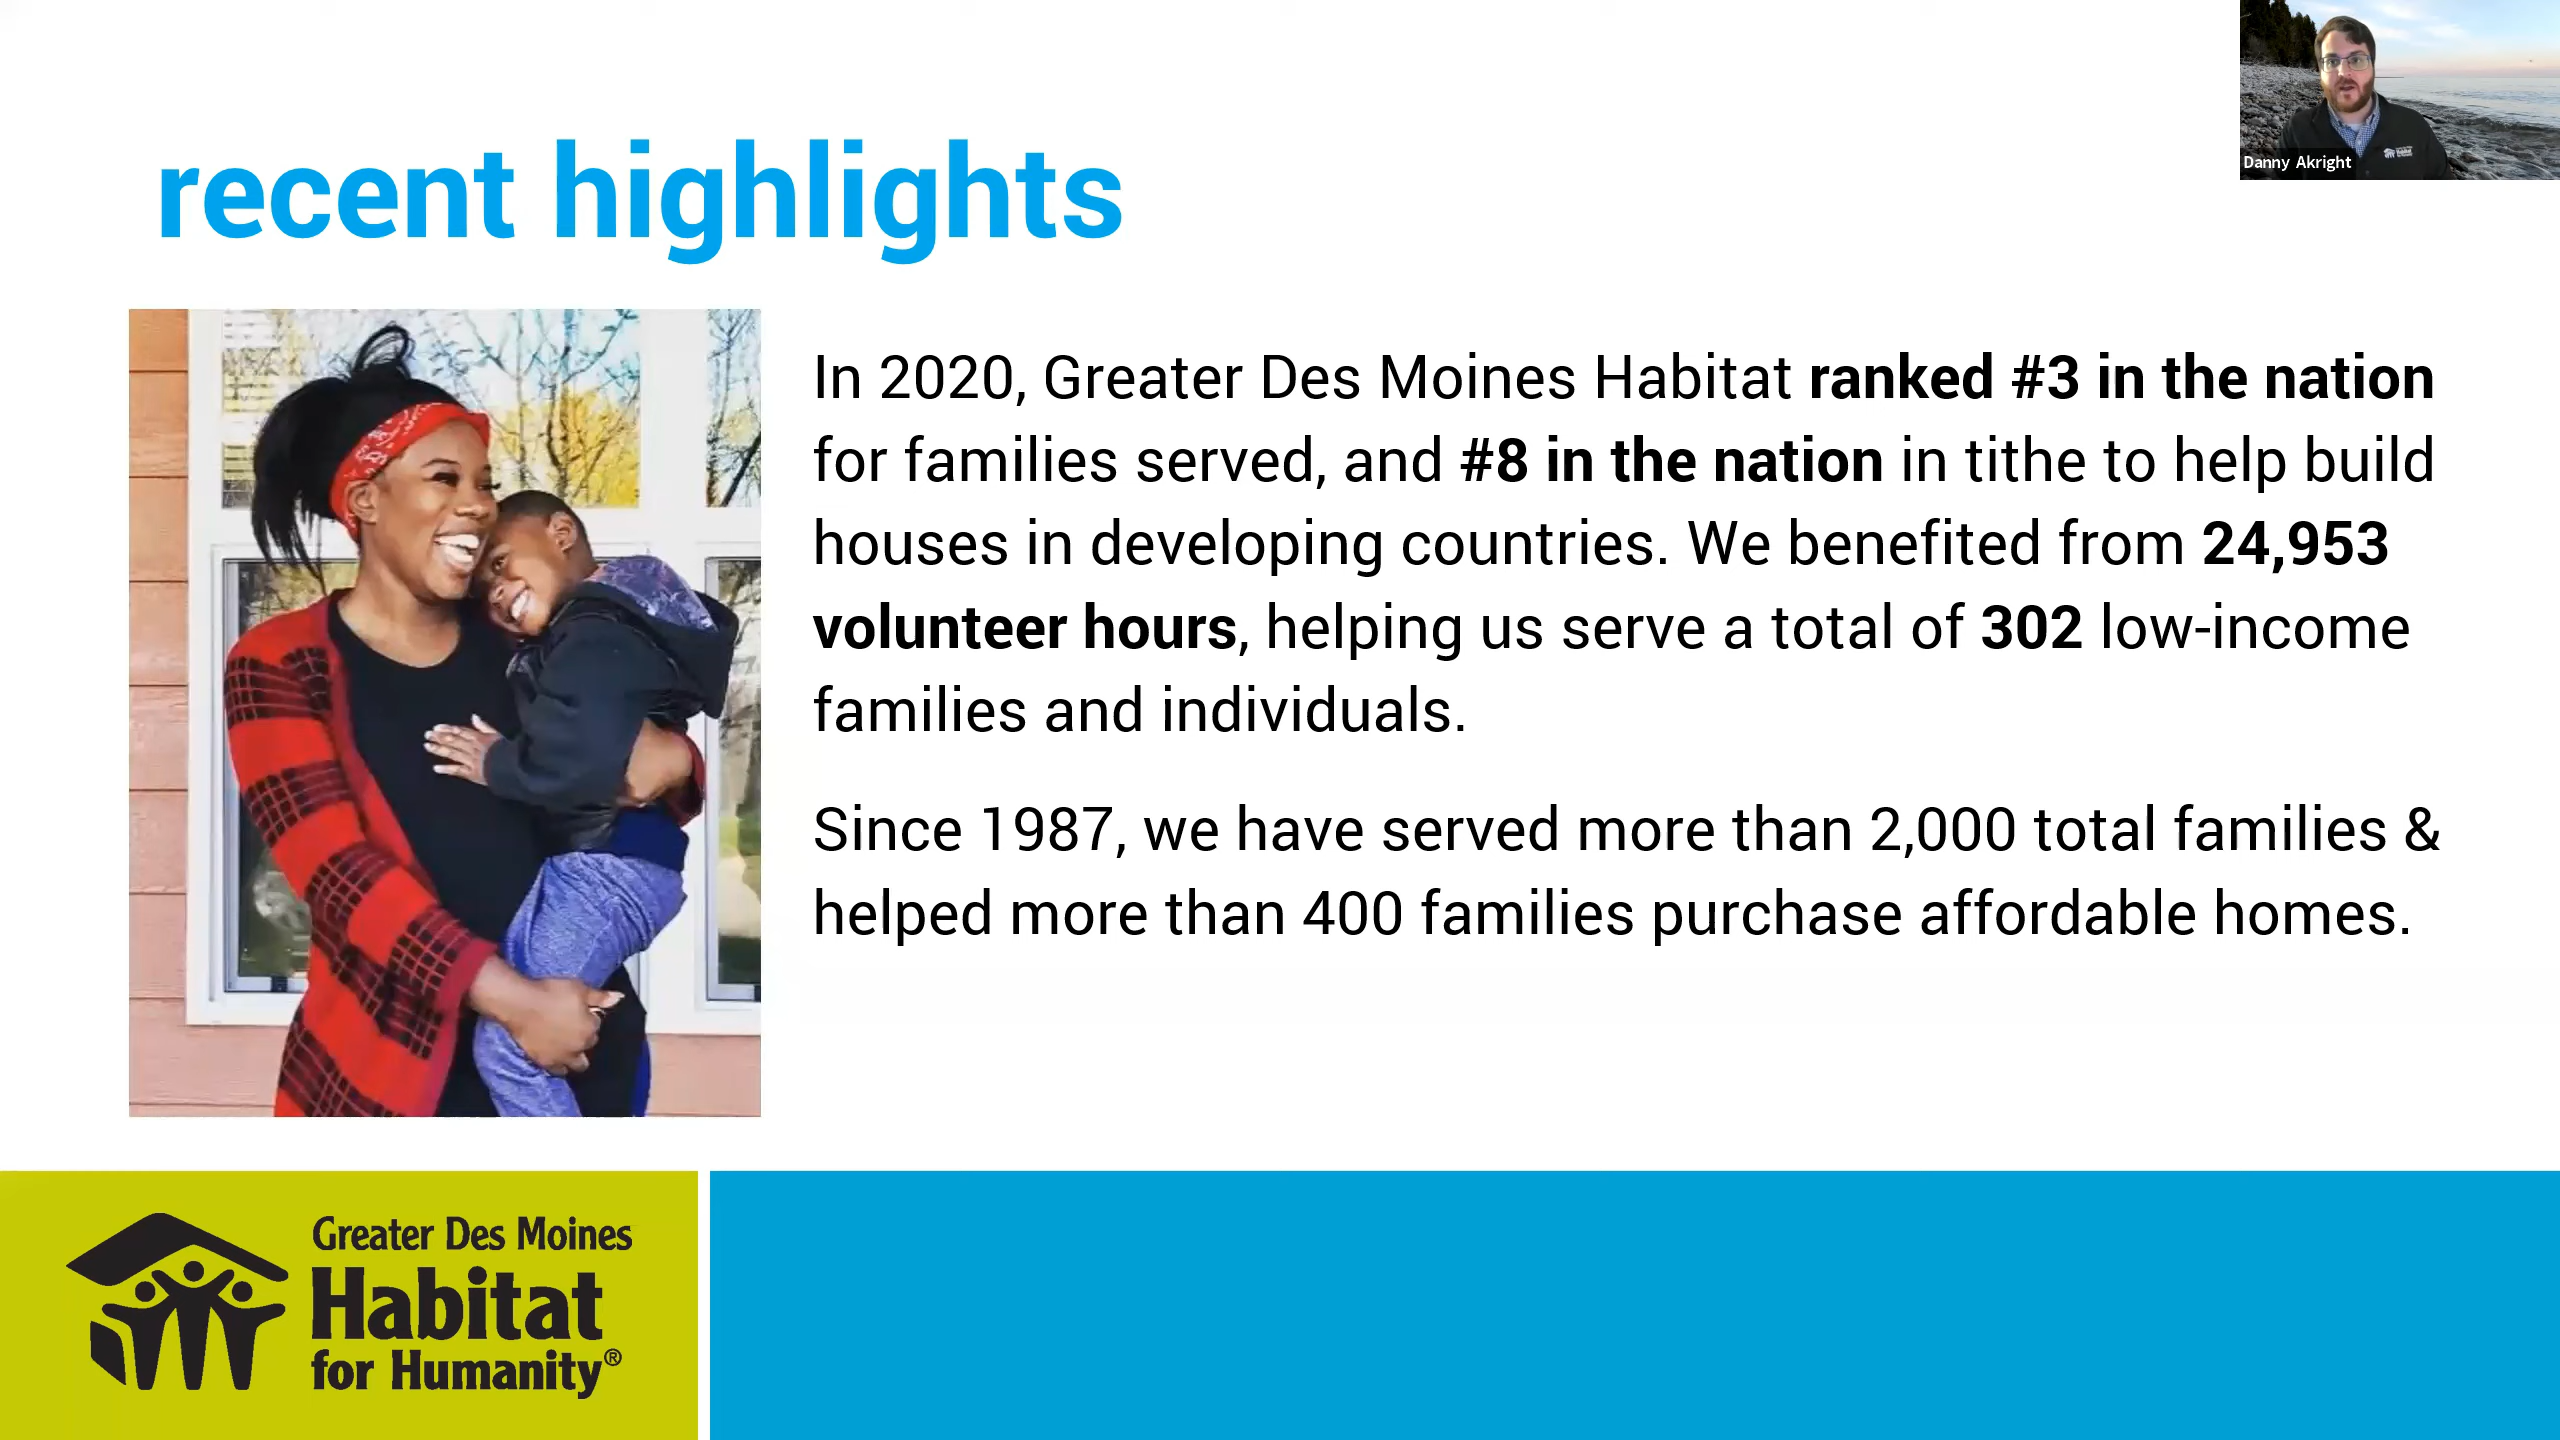 recent highlights
Danny Akright
In 2020, Greater Des Moines Habitat ranked #3 in the nation
for families served, and #8 in the nation in tithe to help build
houses in developing countries. We benefited from 24,953
volunteer hours, helping us serve a total of 302 low-income
families and individuals.
Since 1987, we have served more than 2,000 total families &
helped more than 400 families purchase affordable homes.
Greater Des Moines
Habitat
for Humanity®